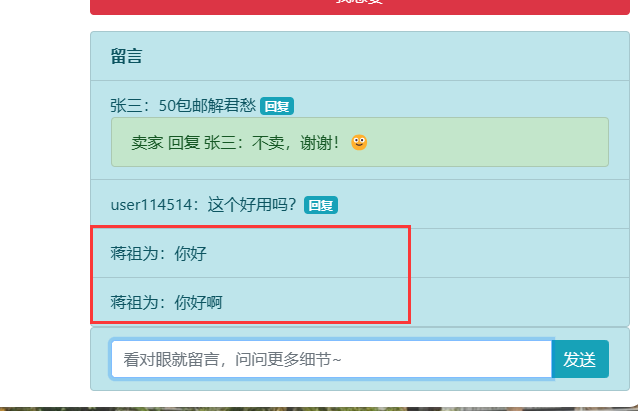 我想要
留言
张三：50包邮解君愁 回复
卖家 回复 张三：不卖，谢谢！
user114514：这个好用吗？ 回复
蒋祖为：你好
蒋祖为：你好啊
看对眼就留言，问问更多细节~ 发送